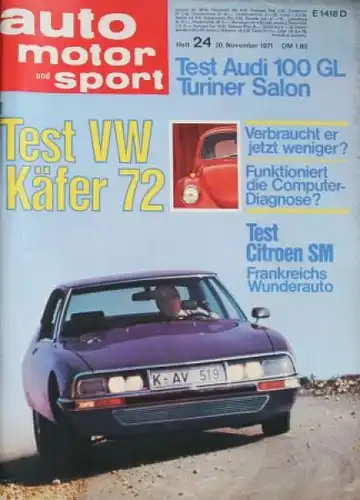 auto
motor
und
sport
E 1418 D
Heft 24 20. November 1971 DM 1.80
Test Audi 100 GL
Turiner Salon
Test VW
Käfer 72
Verbraucht er
jetzt weniger?
Funktioniert
die Computer-
Diagnose?
Test
Citroen SM
Frankreichs
Wunderauto
K-AV 519